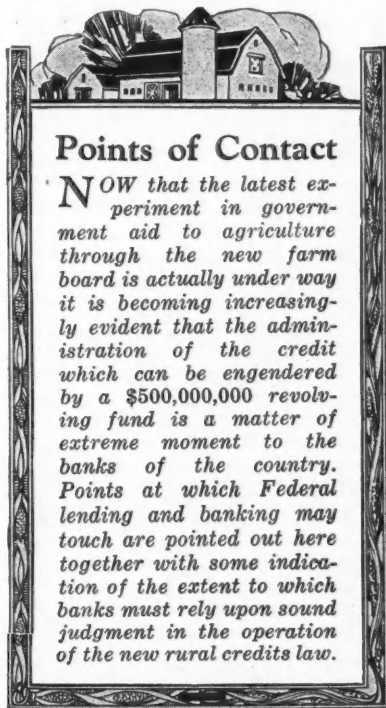 Points of Contact
NOW that the latest ex-
periment in govern-
ment aid to agriculture
through the new farm
board is actually under way
it is becoming increasing-
ly evident that the admin-
istration of the credit
which can be engendered
by a $500,000,000 revolv-
ing fund is a matter of
extreme moment to the
banks of the country.
Points at which Federal
lending and banking may
touch are pointed out here
together with some indica-
tion of the extent to which
banks must rely upon sound
judgment in the operation
of the new rural credits law.